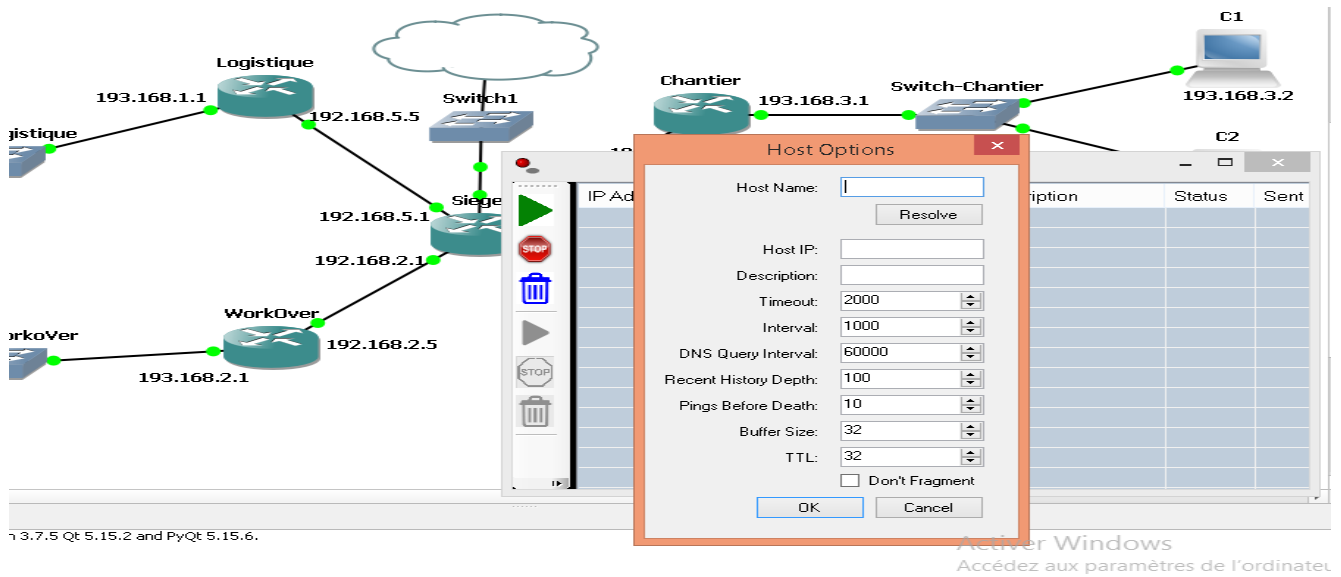 C1
Logistique
193.168.1.1
192.168.5.5
Switch1
Chantier
193.168.3.1
Switch-Chantier
193.168.3.2
C2
gistique
Siege
192.168.5.1
192.168.2.1
WorkOver
192.168.2.5
orkoVer
193.168.2.1
Host Options
IP Ad
ription
Status
Sent
STOP
STOP
Host Name:
Resolve
Host IP:
Description:
Timeout: 2000
Interval: 1000
DNS Query Interval: 60000
Recent History Depth: 100
Pings Before Death: 10
Buffer Size: 32
TTL: 32
Don't Fragment
OK
Cancel
n 3.7.5 Qt 5.15.2 and PyQt 5.15.6.
Activer Windows
Accédez aux paramètres de l'ordinateu